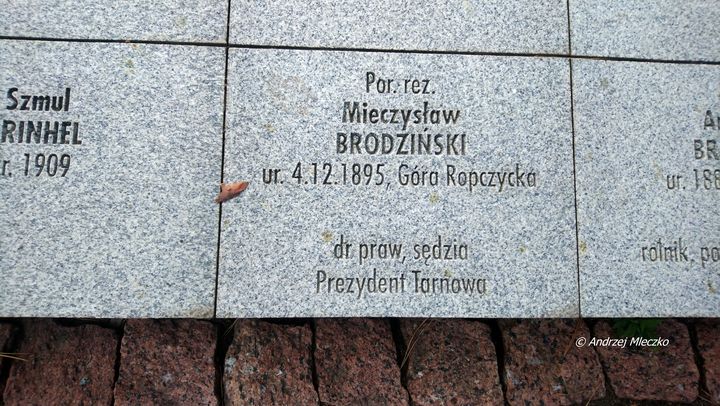 Szmul
RINHEL
r. 1909
Por. rez.
Mieczysław
BRODZIŃSKI
ur. 4.12.1895, Góra Ropczycka
dr praw, sędzia
Prezydent Tarnowa
BR
ur. 188
rolnik, po
© Andrzej Mleczko